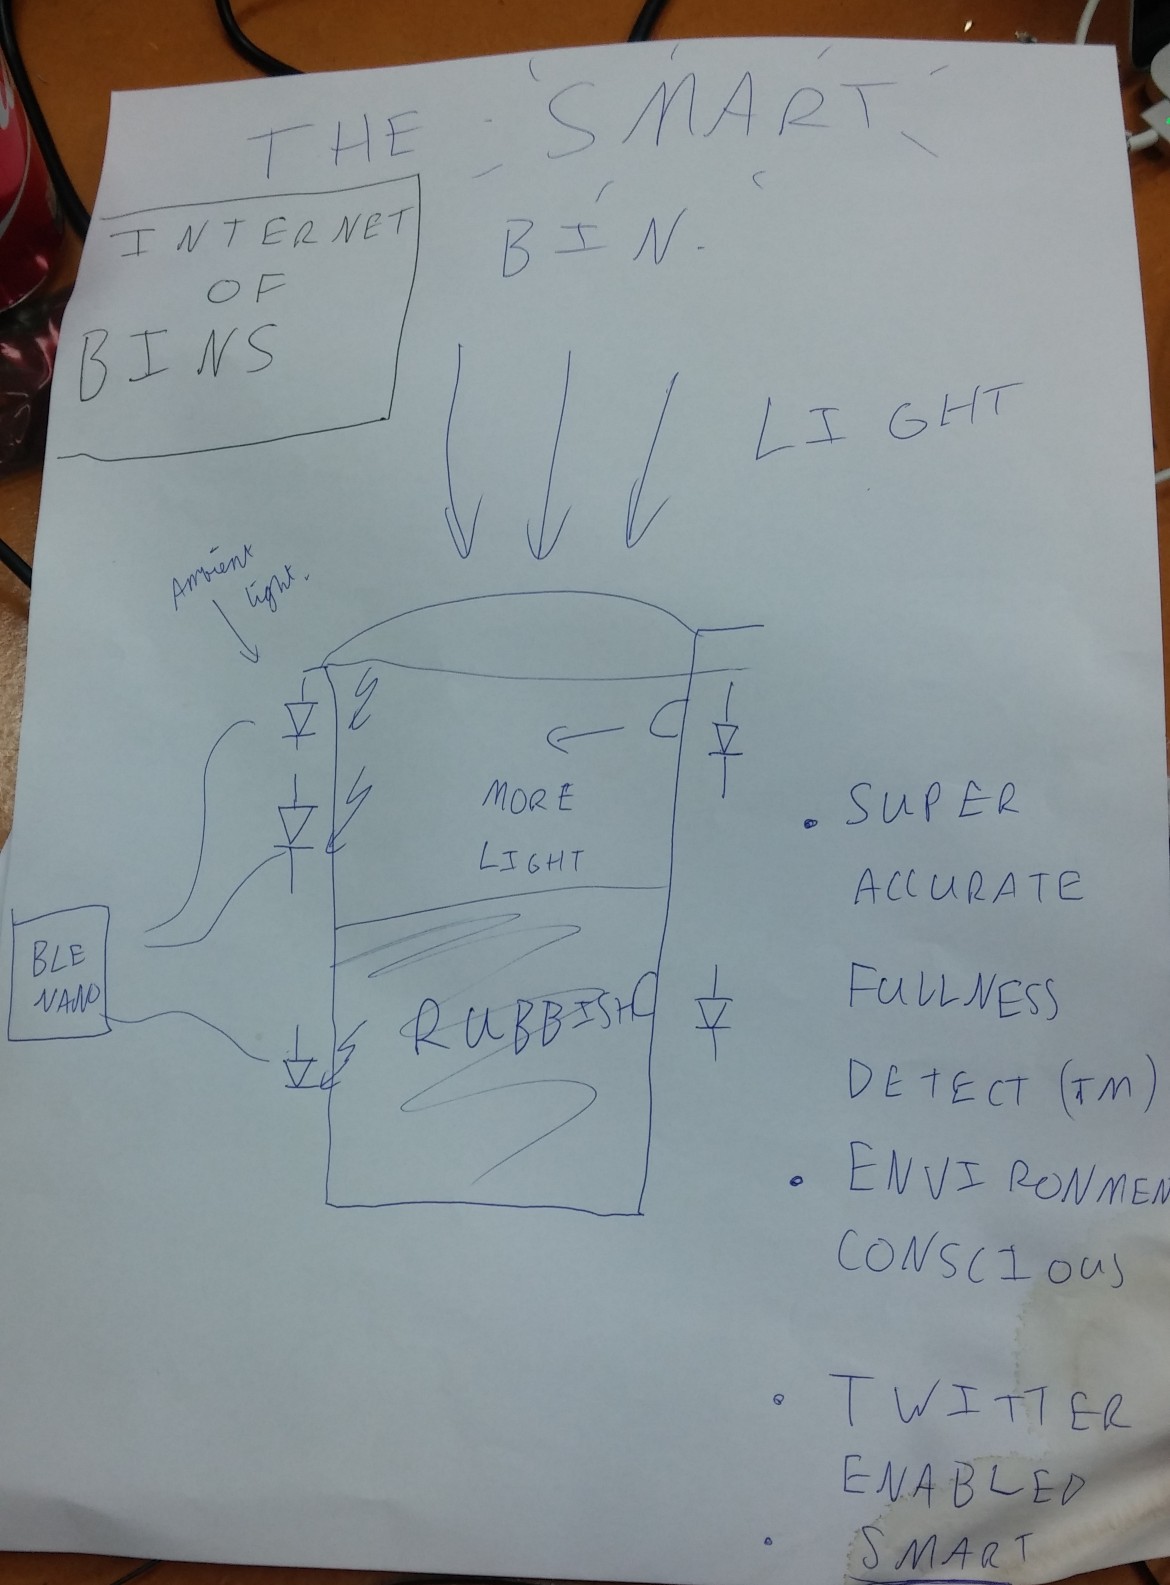 THE SMART
BIN.
INTERNET
OF
BINS
LIGHT
Ambient
light.
MORE
LIGHT
BLE
NANO
RUBBISH
• SUPER
ACCURATE
FULLNESS
DETECT (TM)
• ENVIRONMEN
CONSCIOUS
• TWITTER
ENABLED
• SMART